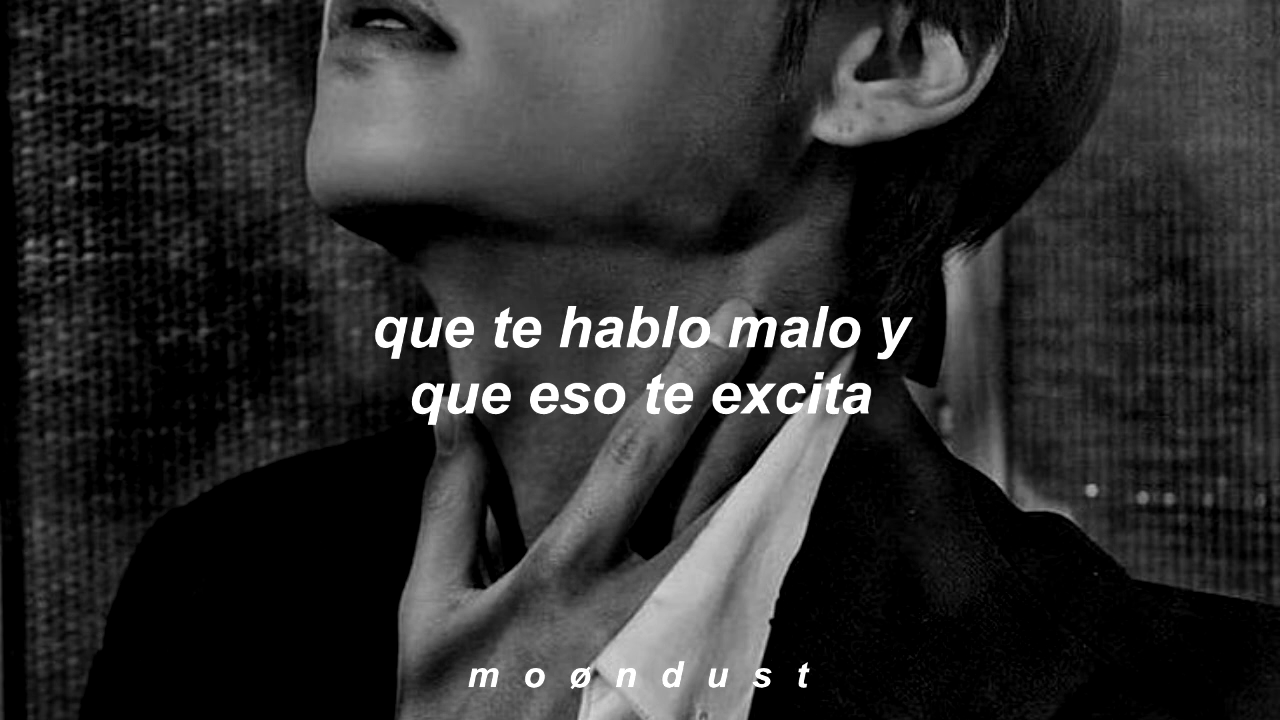 que te hablo malo y
que eso te excita
m o ø n d u s t